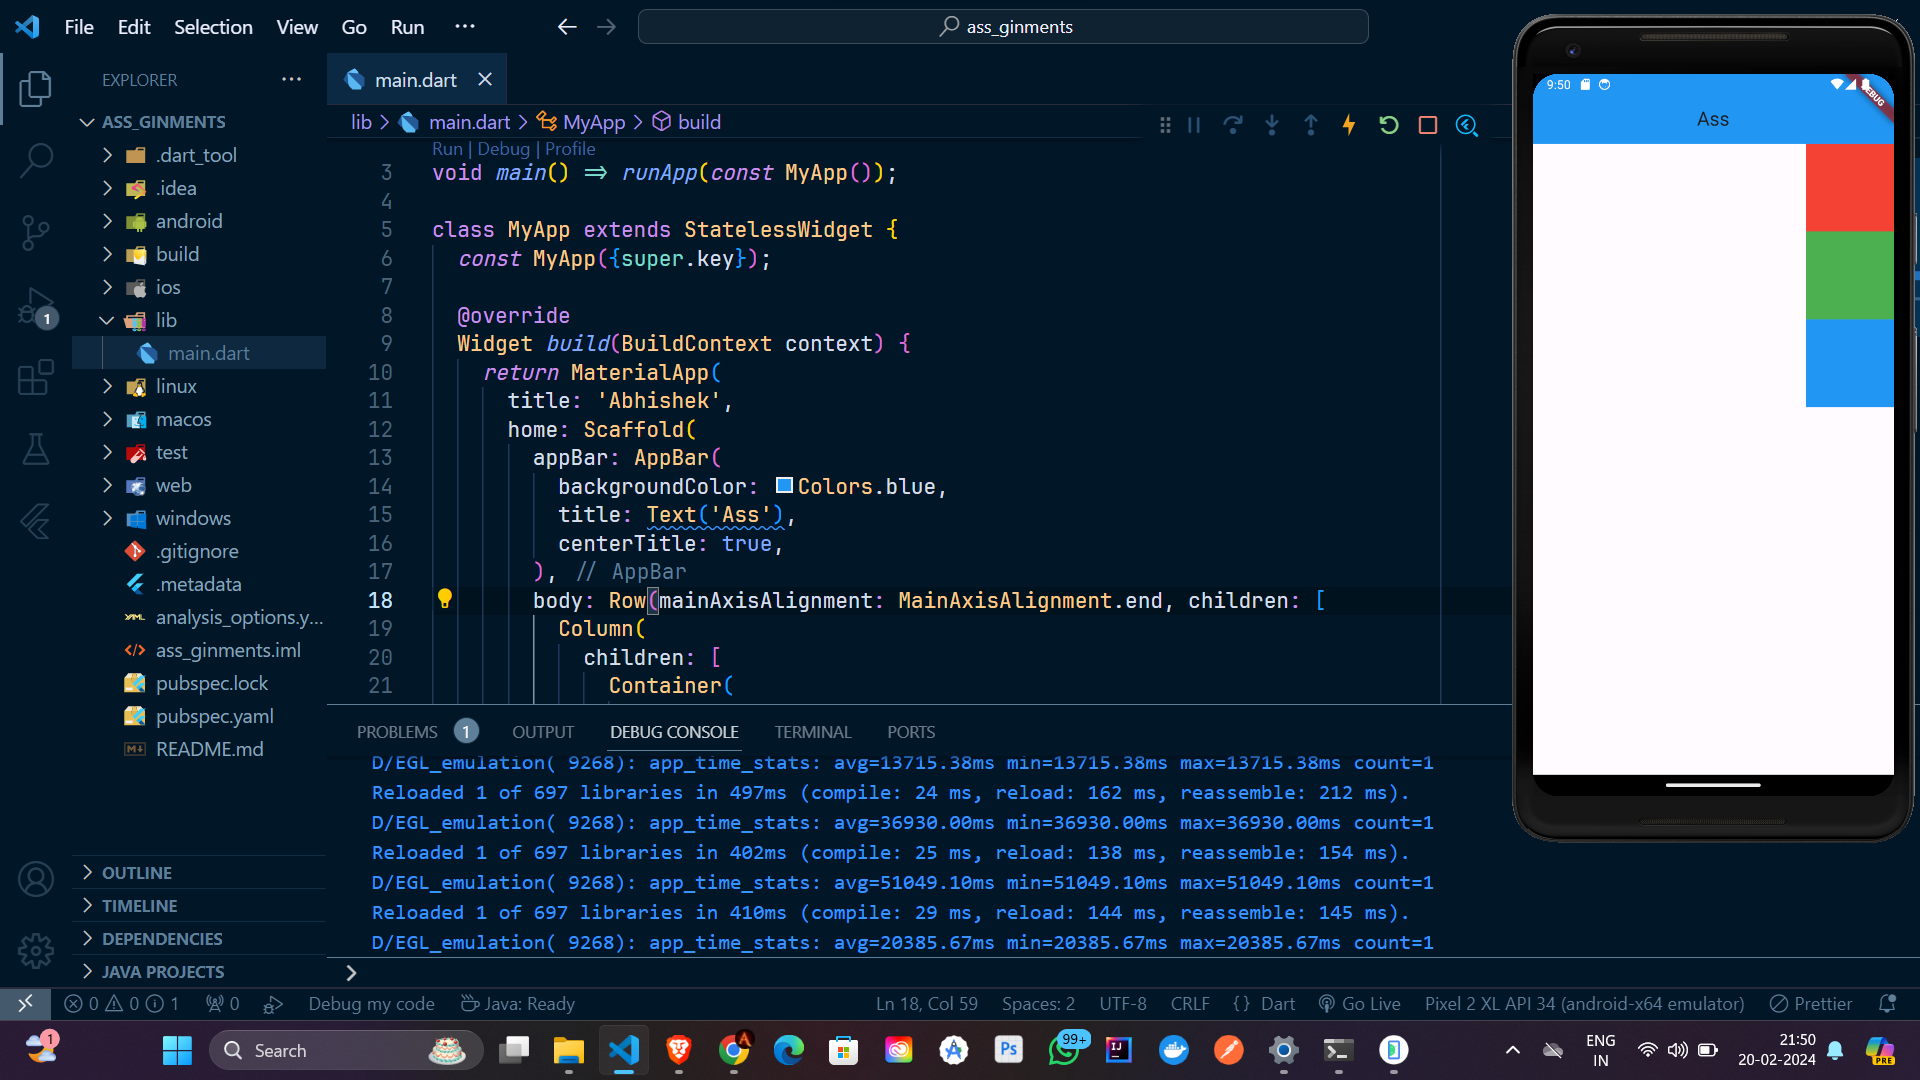 File Edit Selection View Go Run ···
ass_ginments
EXPLORER
ASS_GINMENTS
.dart_tool
.idea
android
build
ios
lib
main.dart
linux
macos
test
web
windows
.gitignore
.metadata
analysis_options.y...
ass_ginments.iml
pubspec.lock
pubspec.yaml
README.md
OUTLINE
TIMELINE
DEPENDENCIES
JAVA PROJECTS
1
main.dart
lib > main.dart > MyApp > build
Run | Debug | Profile
3 void main() => runApp(const MyApp());
4
5 class MyApp extends StatelessWidget {
6 const MyApp({super.key});
7
8 @override
9 Widget build(BuildContext context) {
10 return MaterialApp(
11 title: 'Abhishek',
12 home: Scaffold(
13 appBar: AppBar(
14 backgroundColor: Colors.blue,
15 title: Text('Ass'),
16 centerTitle: true,
17 ), // AppBar
18 body: Row(mainAxisAlignment: MainAxisAlignment.end, children: [
19 Column(
20 children: [
21 Container(
PROBLEMS 1 OUTPUT DEBUG CONSOLE TERMINAL PORTS
D/EGL_emulation( 9268): app_time_stats: avg=13715.38ms min=13715.38ms max=13715.38ms count=1
Reloaded 1 of 697 libraries in 497ms (compile: 24 ms, reload: 162 ms, reassemble: 212 ms).
D/EGL_emulation( 9268): app_time_stats: avg=36930.00ms min=36930.00ms max=36930.00ms count=1
Reloaded 1 of 697 libraries in 402ms (compile: 25 ms, reload: 138 ms, reassemble: 154 ms).
D/EGL_emulation( 9268): app_time_stats: avg=51049.10ms min=51049.10ms max=51049.10ms count=1
Reloaded 1 of 697 libraries in 410ms (compile: 29 ms, reload: 144 ms, reassemble: 145 ms).
D/EGL_emulation( 9268): app_time_stats: avg=20385.67ms min=20385.67ms max=20385.67ms count=1
9:50
DEBUG
Ass
0 0 1 0 Debug my code Java: Ready Ln 18, Col 59 Spaces: 2 UTF-8 CRLF {} Dart Go Live Pixel 2 XL API 34 (android-x64 emulator) Prettier
1
Search
A
Ps
99+
IJ
ENG
IN
21:50
20-02-2024
PRE